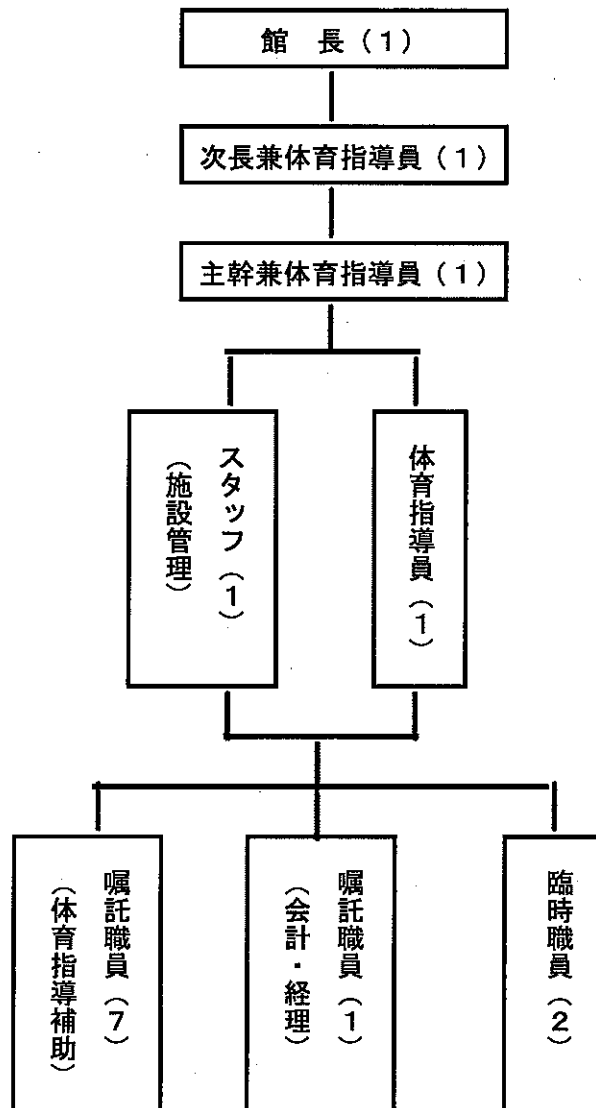 館 長（１）
次長兼体育指導員（１）
主幹兼体育指導員（１）
体育指導員（１）
スタッフ（１）
（施設管理）
臨時職員（２）
嘱託職員（１）
（会計・経理）
嘱託職員（７）
（体育指導補助）